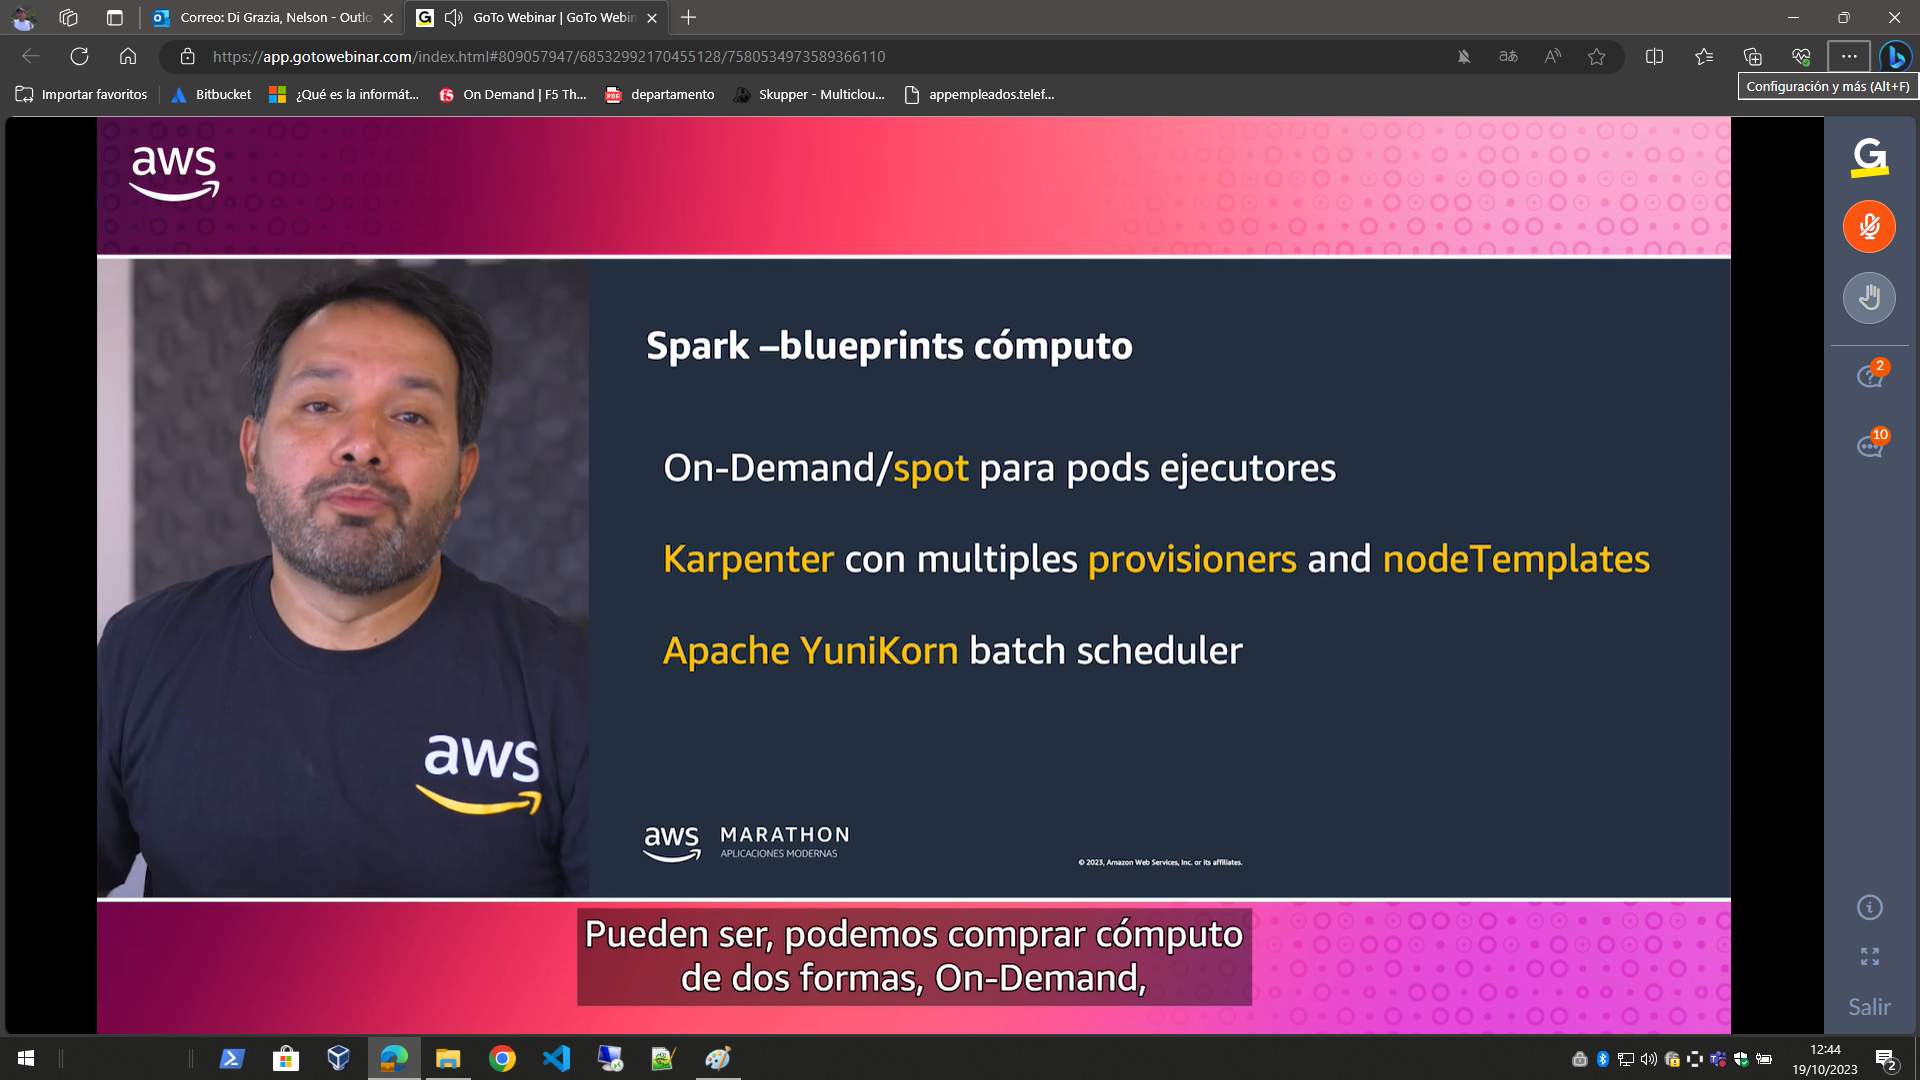 Correo: Di Grazia, Nelson - Outlo
GoTo Webinar | GoTo Webin
https://app.gotowebinar.com/index.html#809057947/68532992170455128/7580534973589366110
Importar favoritos
Bitbucket
¿Qué es la informát...
On Demand | F5 Th...
PDF
departamento
Skupper - Multiclou...
appempleados.telef...
Configuración y más (Alt+F)
aws
G
2
10
Spark –blueprints cómputo
On-Demand/spot para pods ejecutores
Karpenter con multiples provisioners and nodeTemplates
Apache YuniKorn batch scheduler
aws
aws MARATHON
APLICACIONES MODERNAS
© 2023, Amazon Web Services, Inc. or its affiliates.
Pueden ser, podemos comprar cómputo
de dos formas, On-Demand,
Salir
12:44
19/10/2023
2